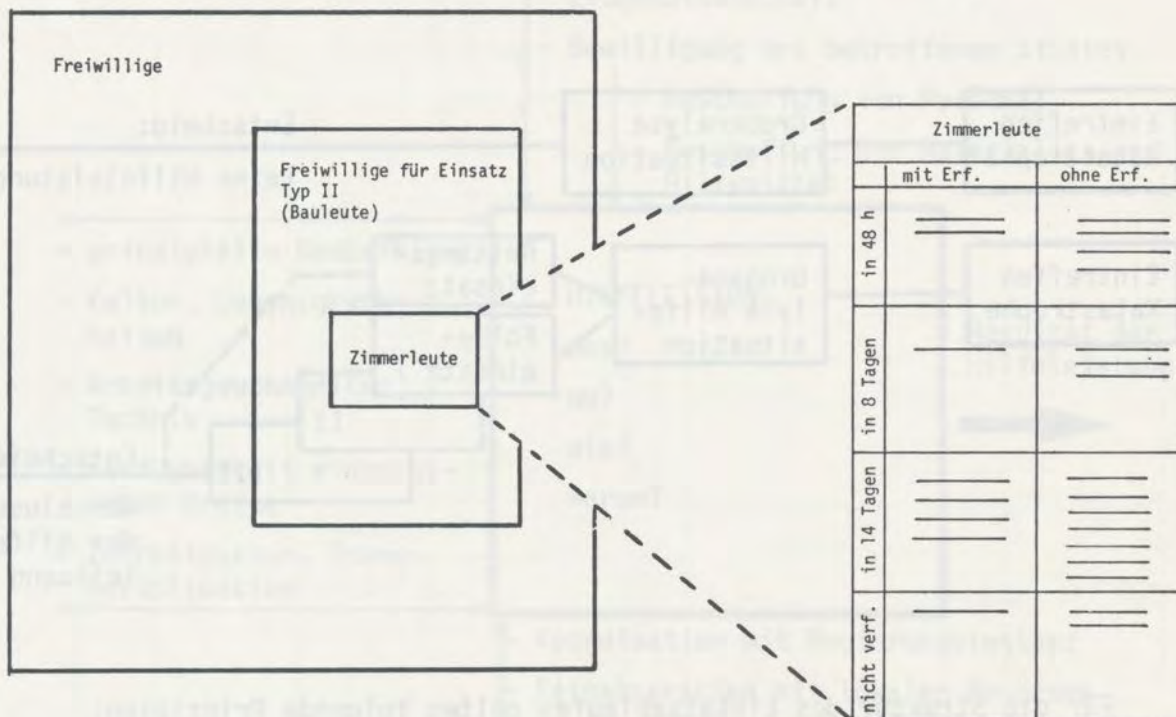 Freiwillige
Freiwillige für Einsatz
Typ II
(Bauleute)
Zimmerleute
Zimmerleute
mit Erf.
ohne Erf.
in 48 h
in 8 Tagen
in 14 Tagen
nicht verf.